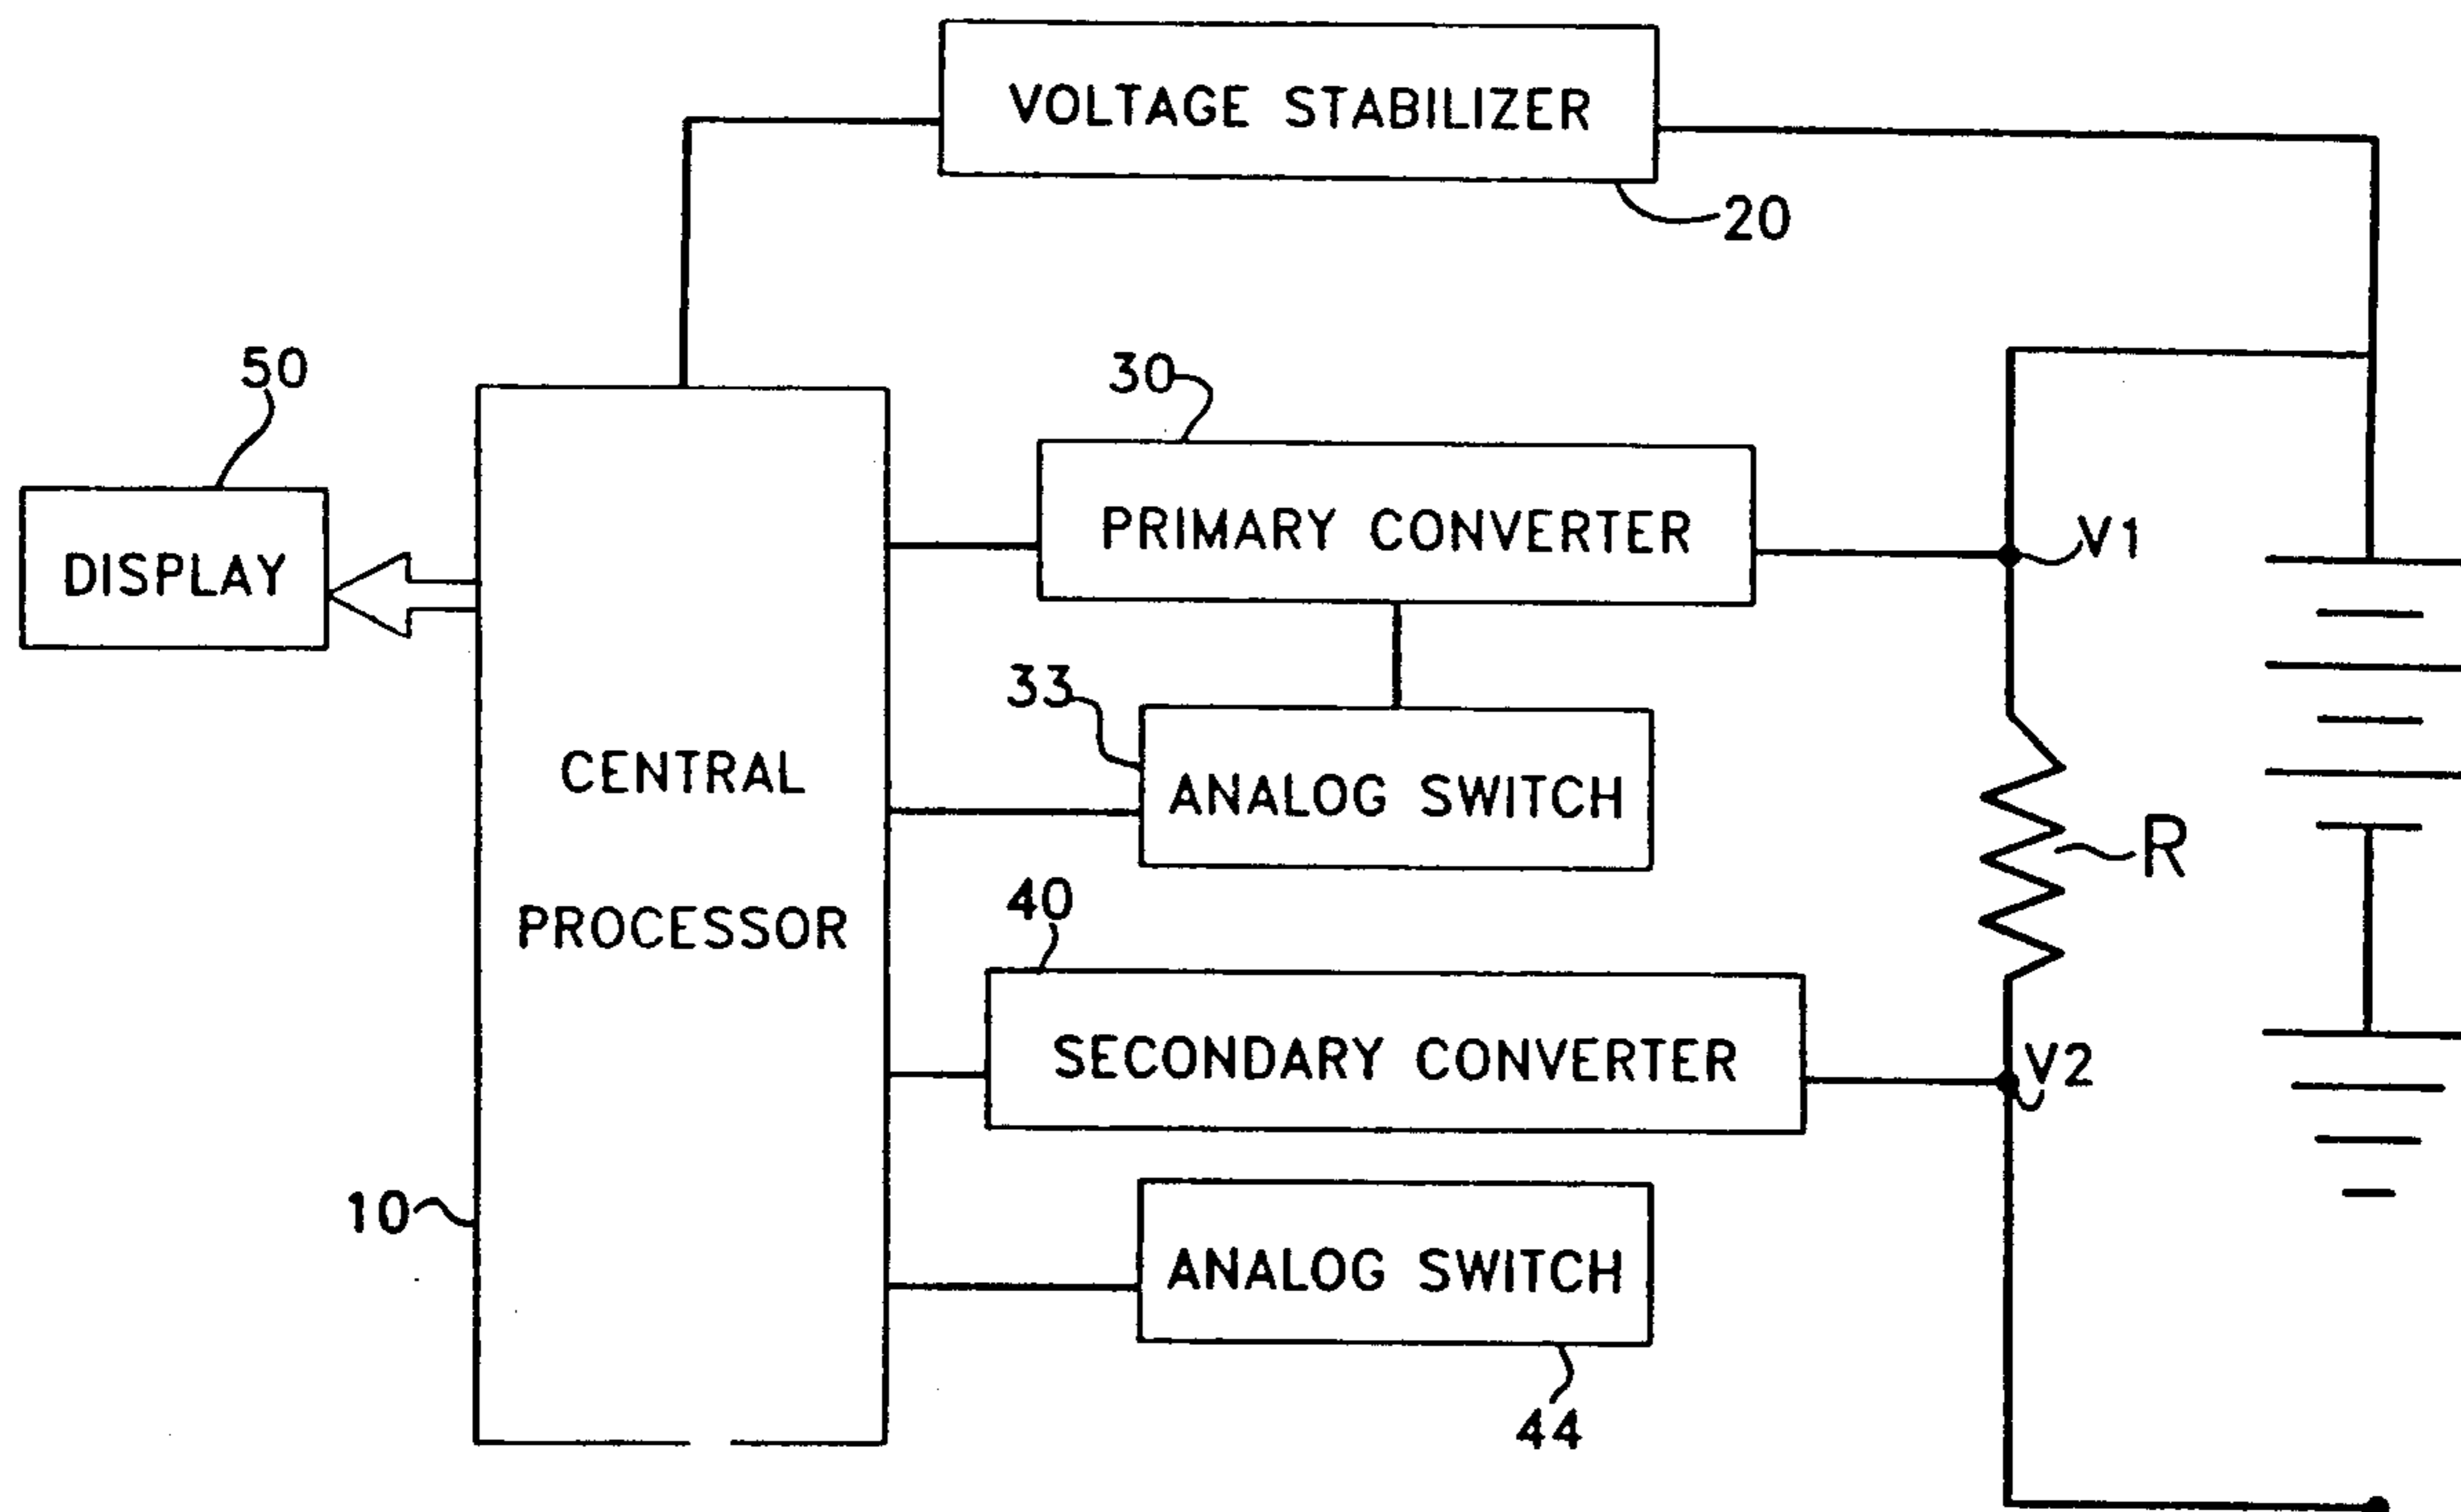 VOLTAGE STABILIZER
20
50
30
PRIMARY CONVERTER
V1
DISPLAY
33
CENTRAL
ANALOG SWITCH
R
40
PROCESSOR
SECONDARY CONVERTER
V2
10
ANALOG SWITCH
44